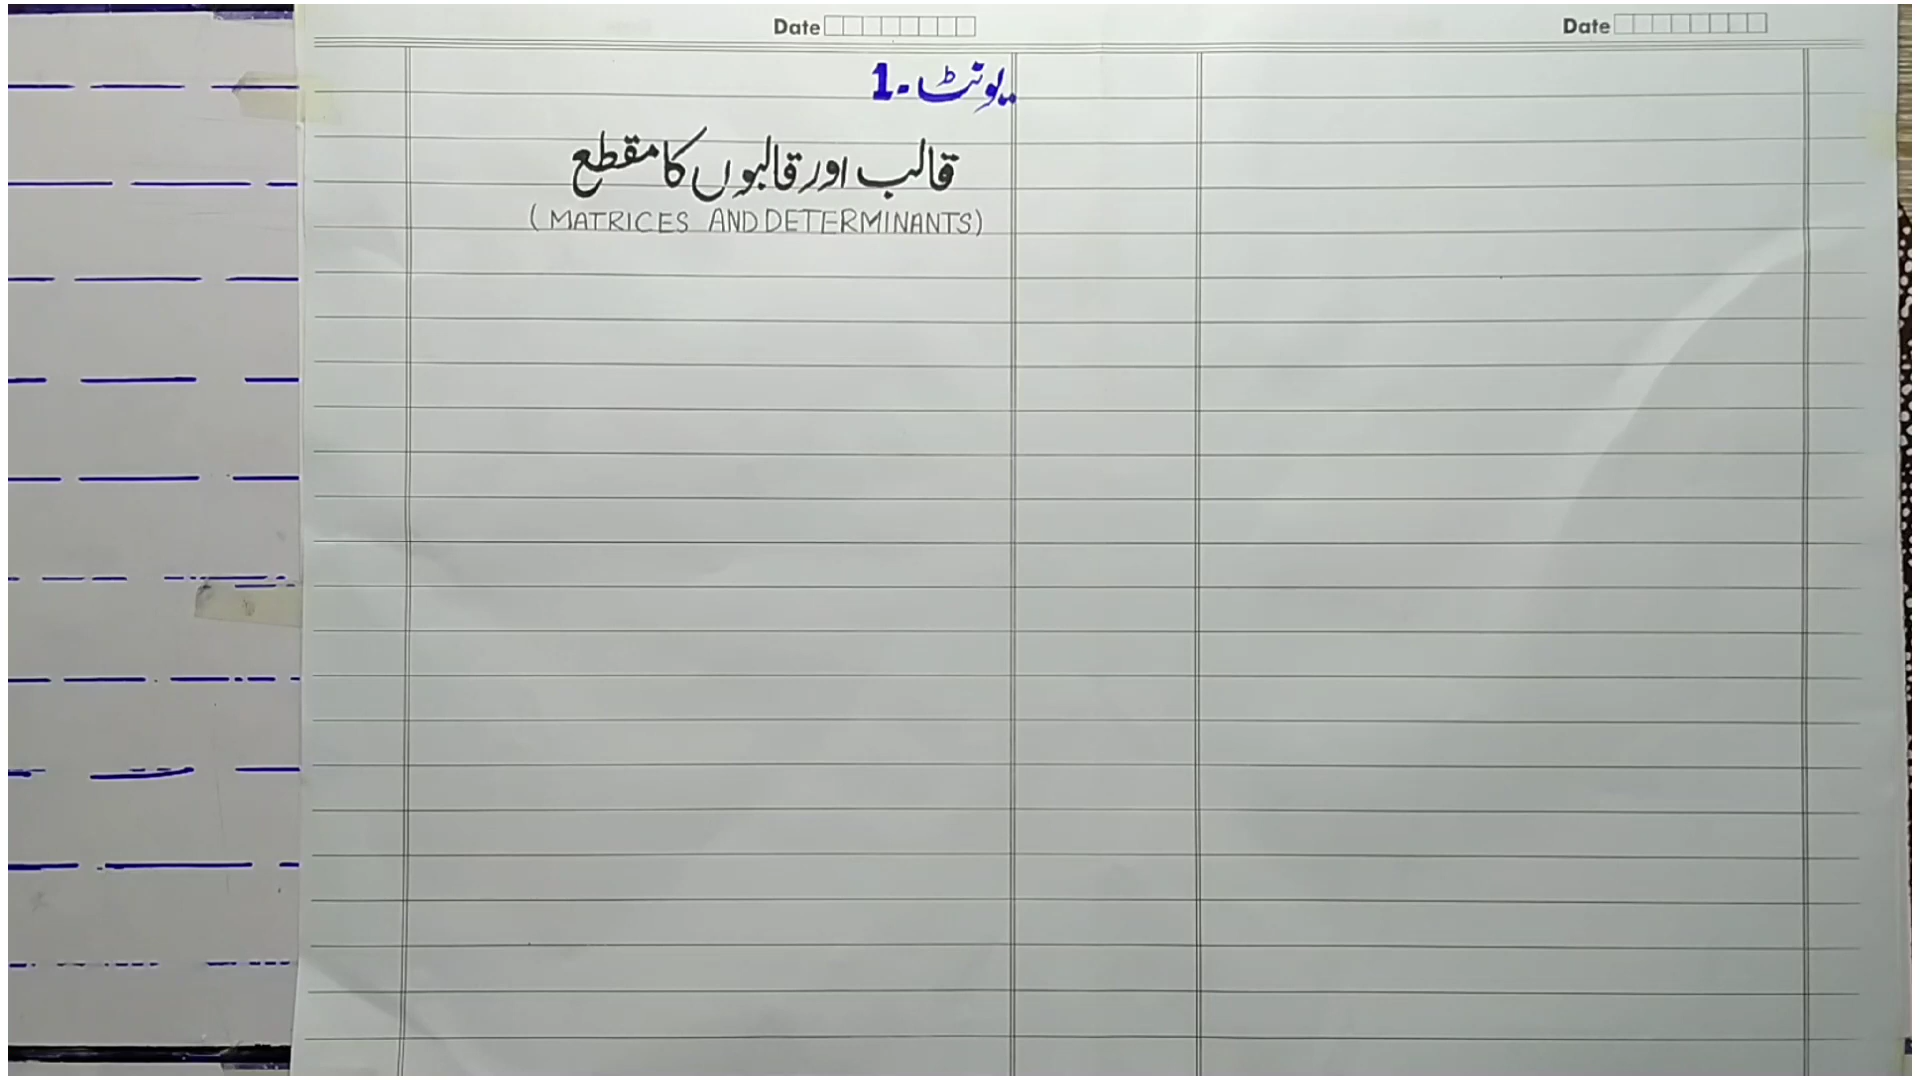 Date
Date
یونٹ ۔1
قالب اور قالبوں کا مقطع
(MATRICES AND DETERMINANTS)